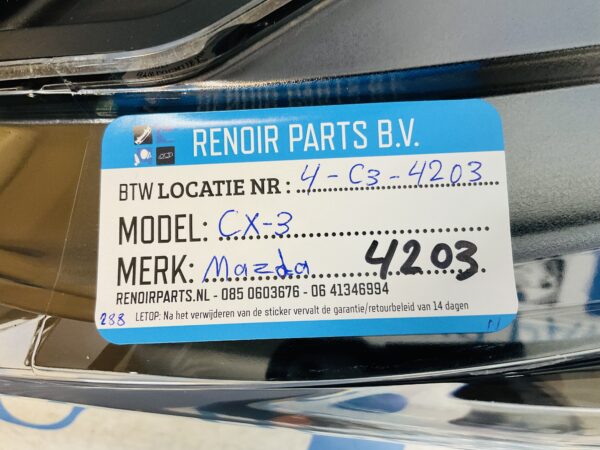 RENOIR PARTS B.V.
BTW LOCATIE NR : 4-C3-4203
MODEL: CX-3
MERK: Mazda 4203
RENOIRPARTS.NL - 085 0603676 - 06 41346994
288 LETOP: Na het verwijderen van de sticker vervalt de garantie/retourbeleid van 14 dagen N